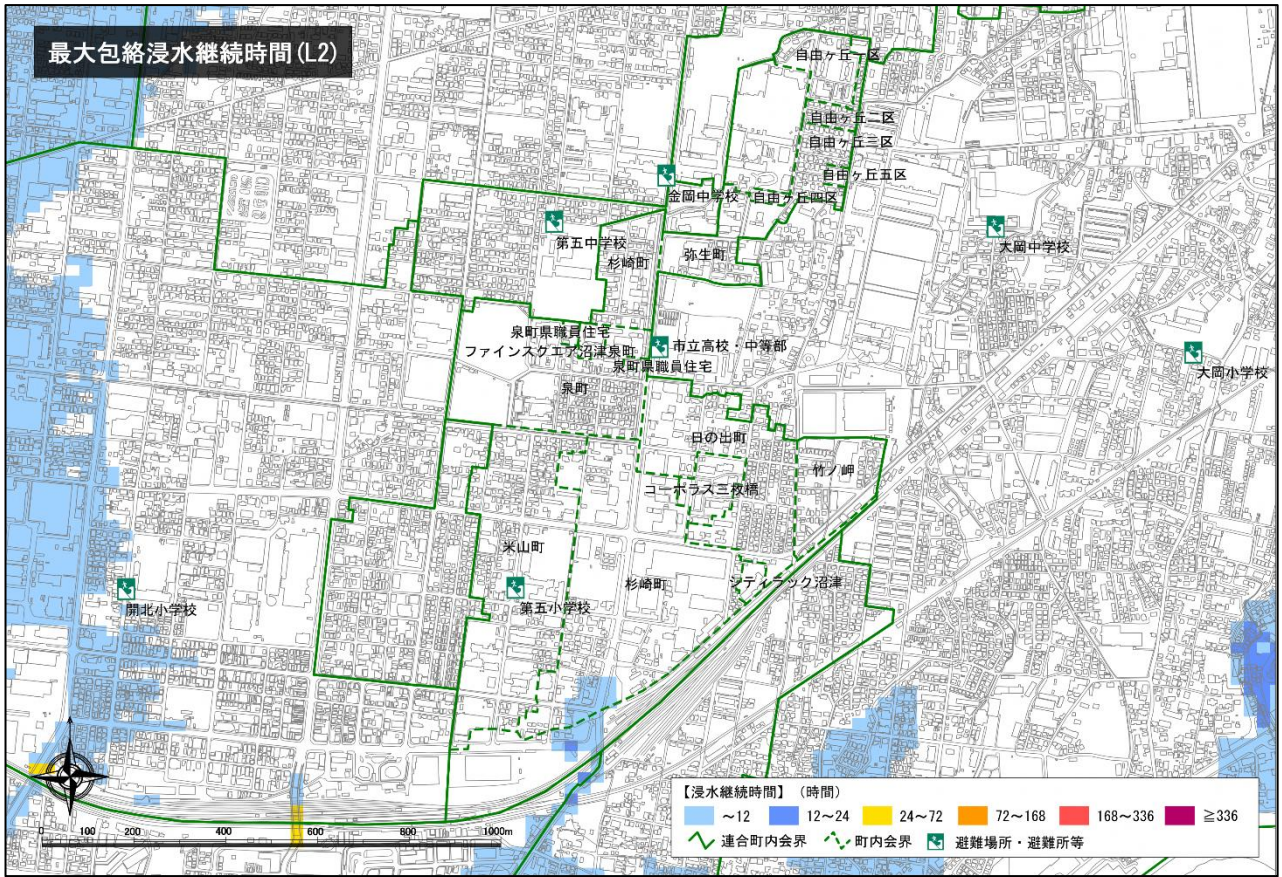 最大包絡浸水継続時間(L2)
自由ヶ丘一区
自由ヶ丘二区
自由ヶ丘三区
自由ヶ丘五区
金岡中学校
自由ヶ丘四区
第五中学校
大岡中学校
杉崎町
弥生町
泉町県職員住宅
市立高校・中等部
ファインスクエア沼津泉町
泉町県職員住宅
大岡小学校
泉町
日の出町
竹ノ岬
コーポラス三枚橋
米山町
杉崎町
シティラック沼津
開北小学校
第五小学校
【浸水継続時間】 (時間)
~12 12~24 24~72 72~168 168~336 ≧336
連合町内会界 町内会界 避難場所・避難所等
0 100 200 400 600 800 1000m